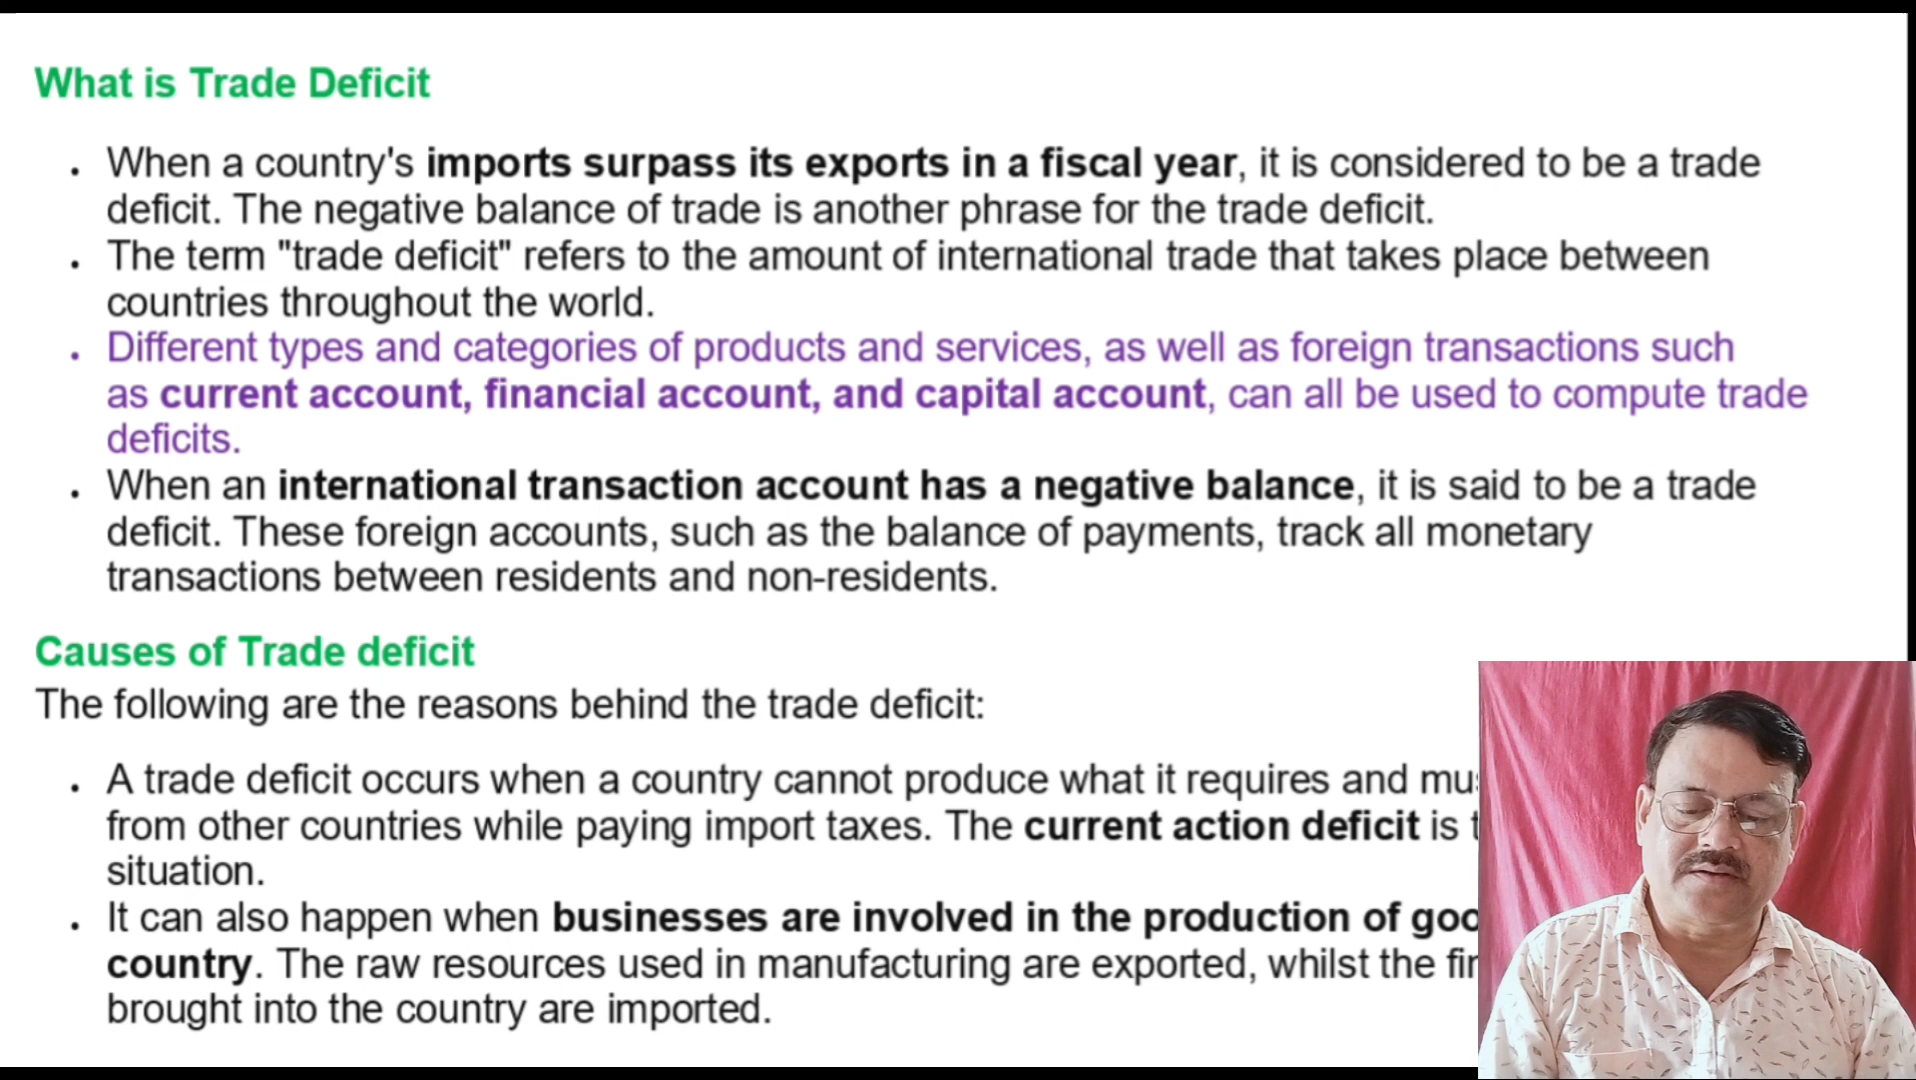 What is Trade Deficit
When a country's imports surpass its exports in a fiscal year, it is considered to be a trade
deficit. The negative balance of trade is another phrase for the trade deficit.
The term "trade deficit" refers to the amount of international trade that takes place between
countries throughout the world.
Different types and categories of products and services, as well as foreign transactions such
as current account, financial account, and capital account, can all be used to compute trade
deficits.
When an international transaction account has a negative balance, it is said to be a trade
deficit. These foreign accounts, such as the balance of payments, track all monetary
transactions between residents and non-residents.
Causes of Trade deficit
The following are the reasons behind the trade deficit:
A trade deficit occurs when a country cannot produce what it requires and
from other countries while paying import taxes. The current action deficit is
situation.
It can also happen when businesses are involved in the production of
country. The raw resources used in manufacturing are exported, whilst the
brought into the country are imported.